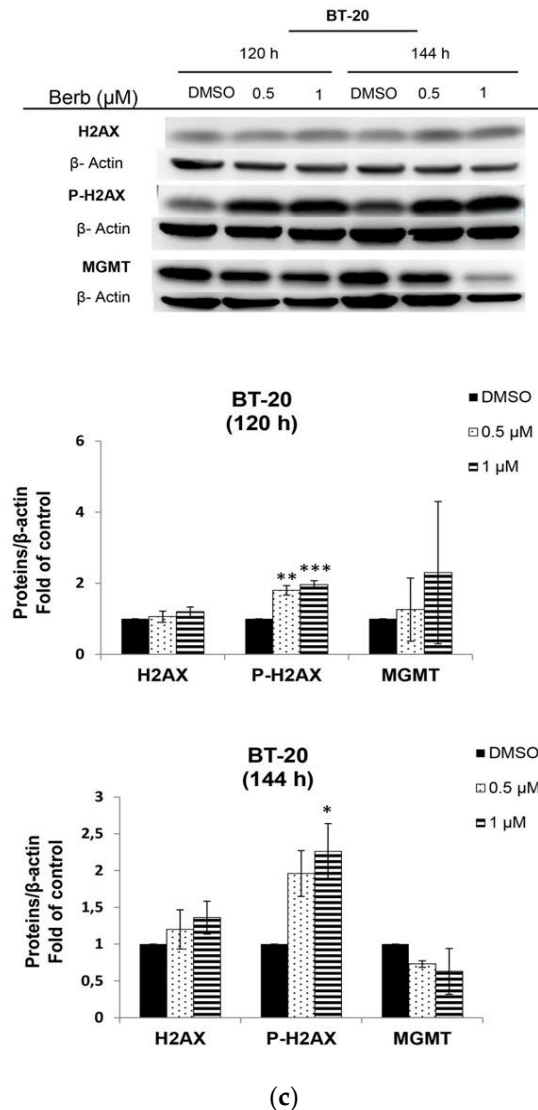 BT-20
120 h 144 h
Berb (µM) DMSO 0.5 1 DMSO 0.5 1
H2AX
β- Actin
P-H2AX
β- Actin
MGMT
β- Actin
BT-20
(120 h)
DMSO
0.5 µM
1 µM
Proteins/β-actin
Fold of control
6
4
2
0
** ***
H2AX P-H2AX MGMT
BT-20
(144 h)
DMSO
0.5 µM
1 µM
Proteins/β-actin
Fold of control
3
2,5
2
1,5
1
0,5
0
*
H2AX P-H2AX MGMT
(c)